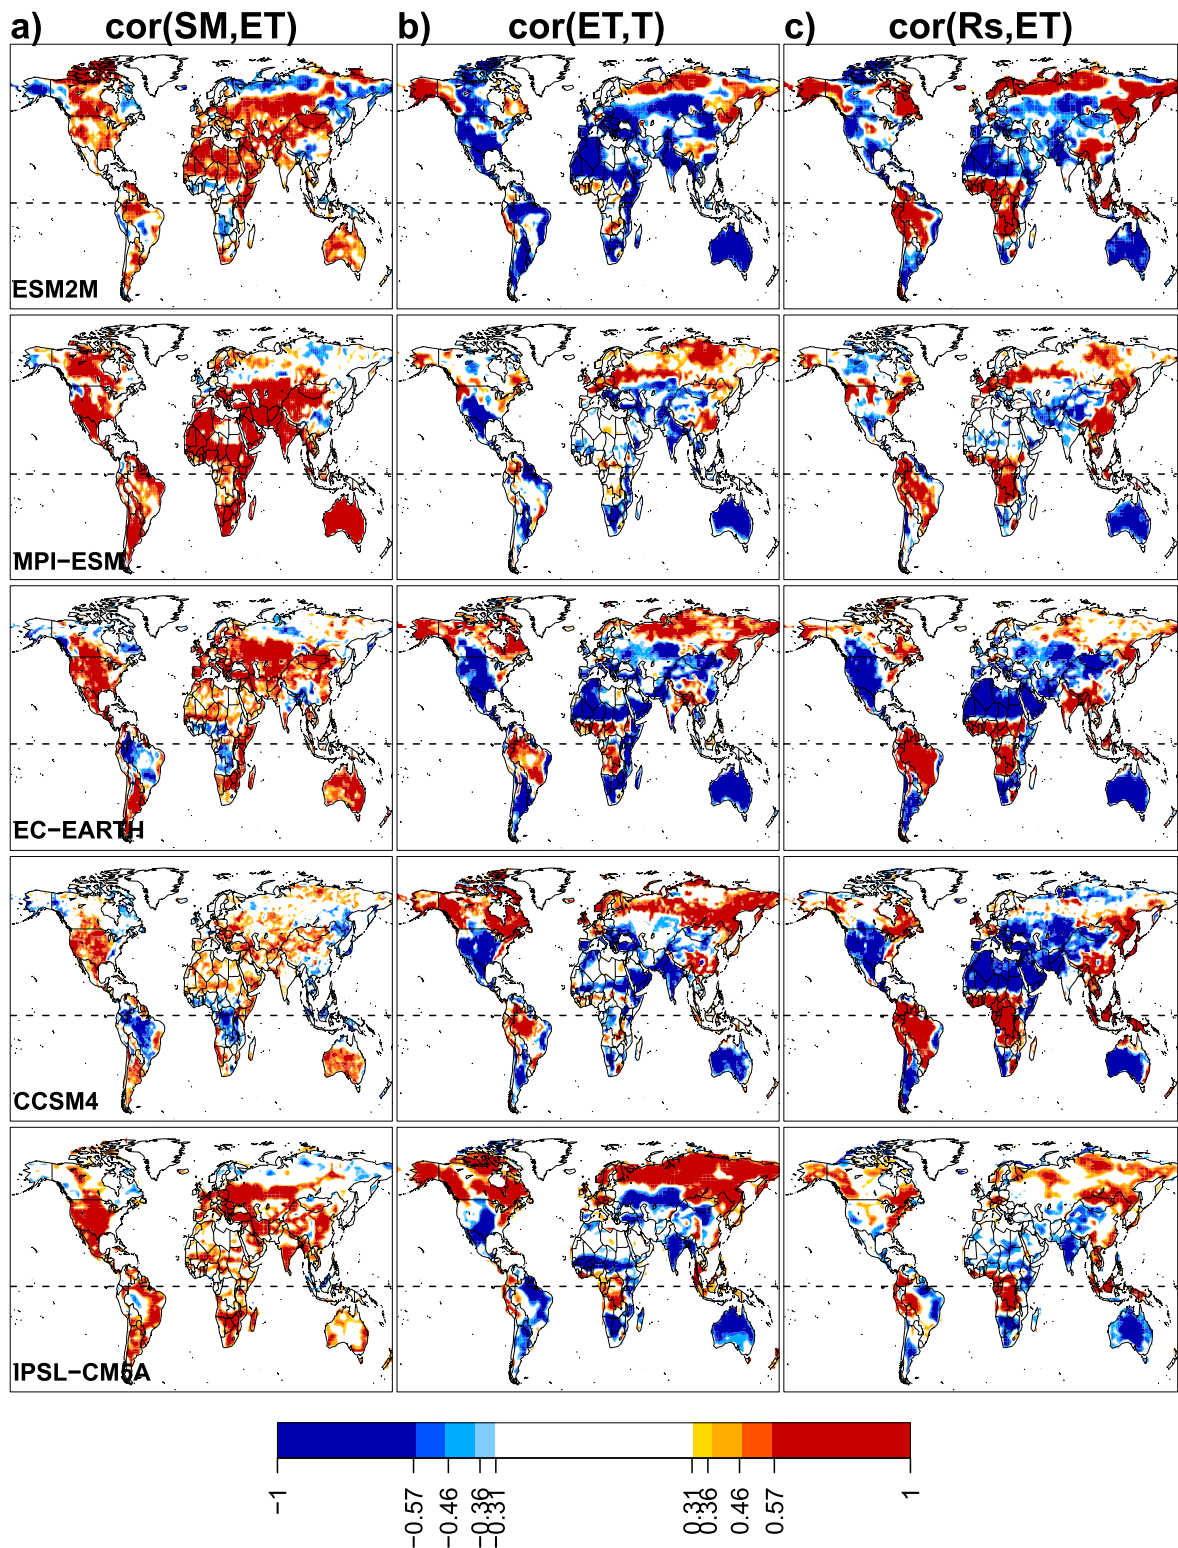 a) cor(SM,ET) b) cor(ET,T) c) cor(Rs,ET)
ESM2M
MPI−ESM
EC−EARTH
CCSM4
IPSL−CM5A
−1 −0.57 −0.46 −0.36 −0.31 0.31 0.36 0.46 0.57 1